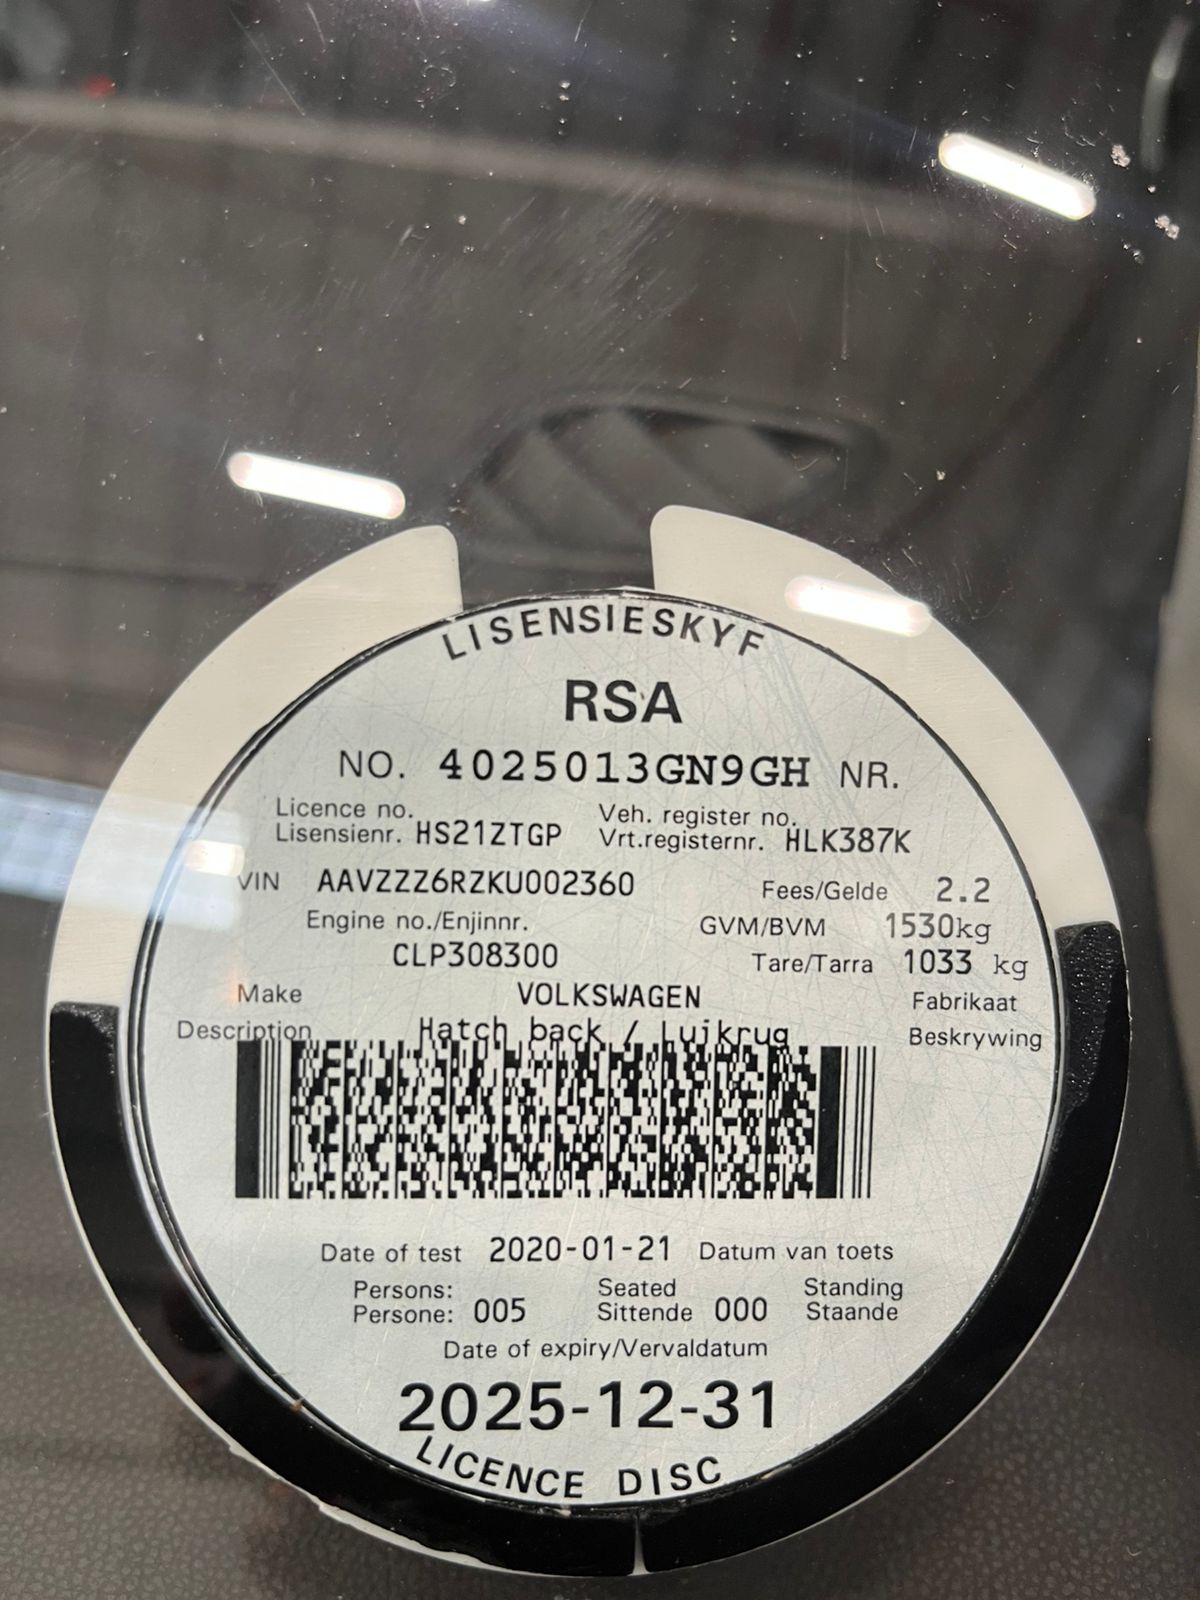 LISENSIESKYF
RSA
NO. 4025013GN9GH NR.
Licence no. Veh. register no.
Lisensienr. HS21ZTGP Vrt.registernr. HLK387K
VIN AAVZZZ6RZKU002360 Fees/Gelde 2.2
Engine no./Enjinnr. GVM/BVM 1530kg
CLP308300 Tare/Tarra 1033 kg
Make VOLKSWAGEN Fabrikaat
Description Hatch back / Luikrug Beskrywing
Date of test 2020-01-21 Datum van toets
Persons: Seated Standing
Persone: 005 Sittende 000 Staande
Date of expiry/Vervaldatum
2025-12-31
LICENCE DISC